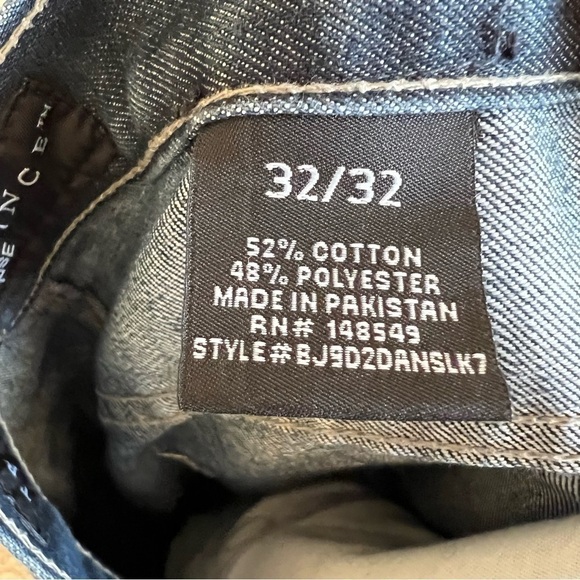 32/32
52% COTTON
48% POLYESTER
MADE IN PAKISTAN
RN# 148549
STYLE# BJ9D2DANSLK7